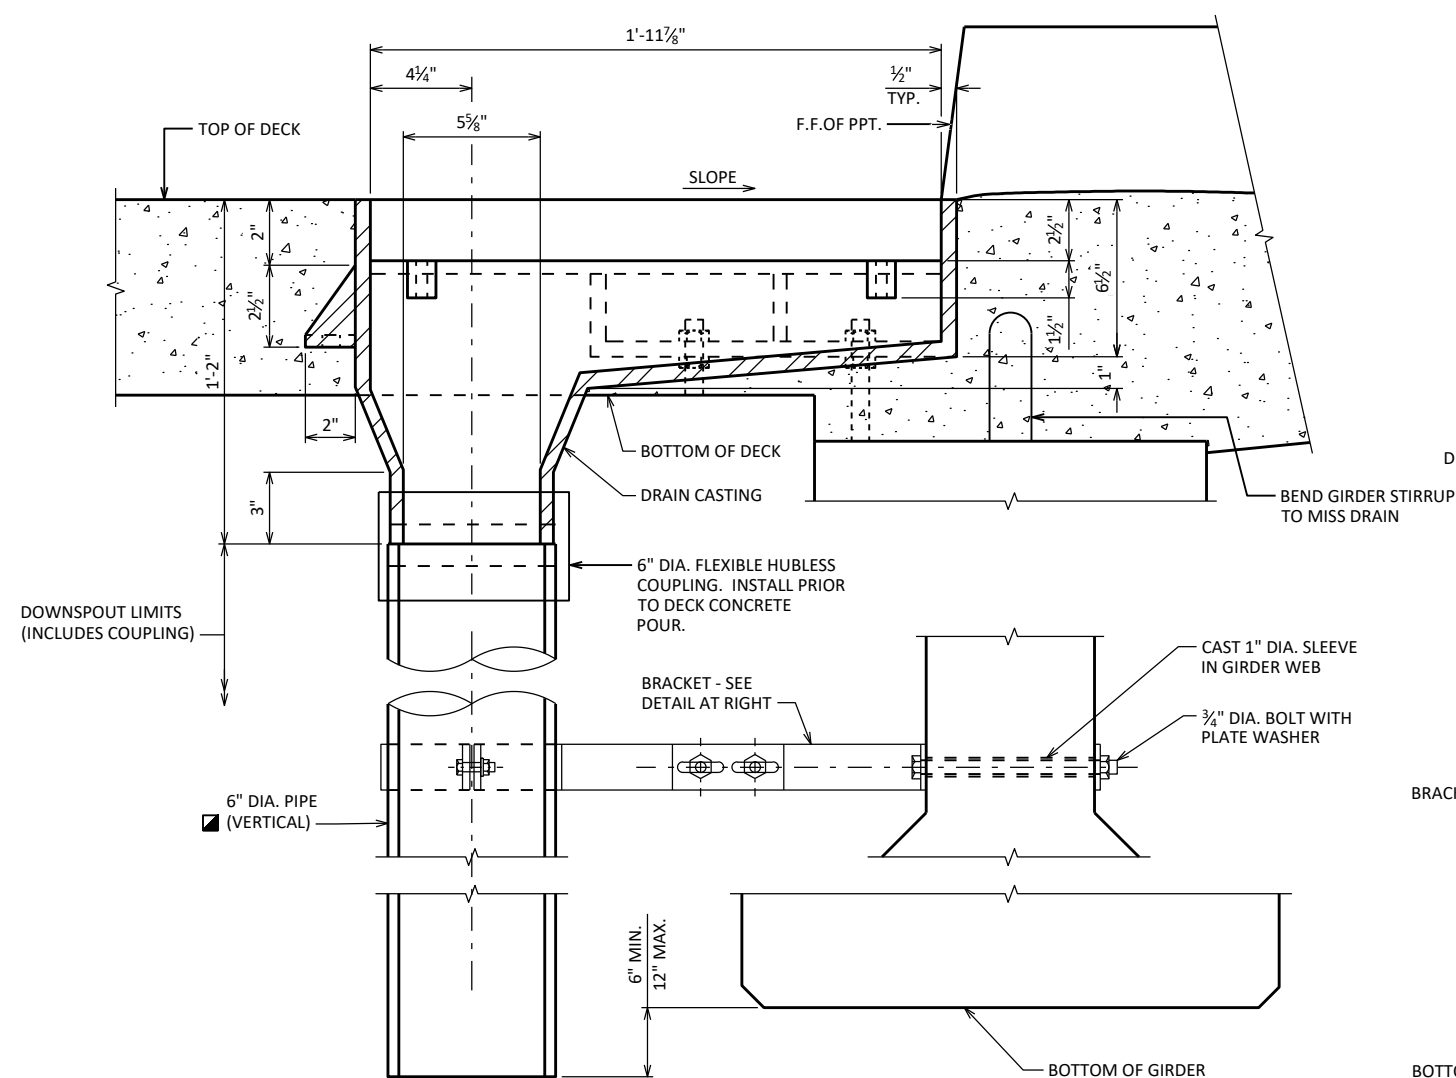 1'-11⅞"
4¼"
½"
TYP.
5⅝"
F.F.OF PPT.
TOP OF DECK
SLOPE
2"
2½"
2½"
6½"
1½"
1"
1'-2"
2"
BOTTOM OF DECK
DRAIN CASTING
3"
BEND GIRDER STIRRUP
TO MISS DRAIN
6" DIA. FLEXIBLE HUBLESS
COUPLING. INSTALL PRIOR
TO DECK CONCRETE
POUR.
DOWNSPOUT LIMITS
(INCLUDES COUPLING)
CAST 1" DIA. SLEEVE
IN GIRDER WEB
BRACKET - SEE
DETAIL AT RIGHT
¾" DIA. BOLT WITH
PLATE WASHER
6" DIA. PIPE
(VERTICAL)
6" MIN.
12" MAX.
BOTTOM OF GIRDER
D
BRACK
BOTTO